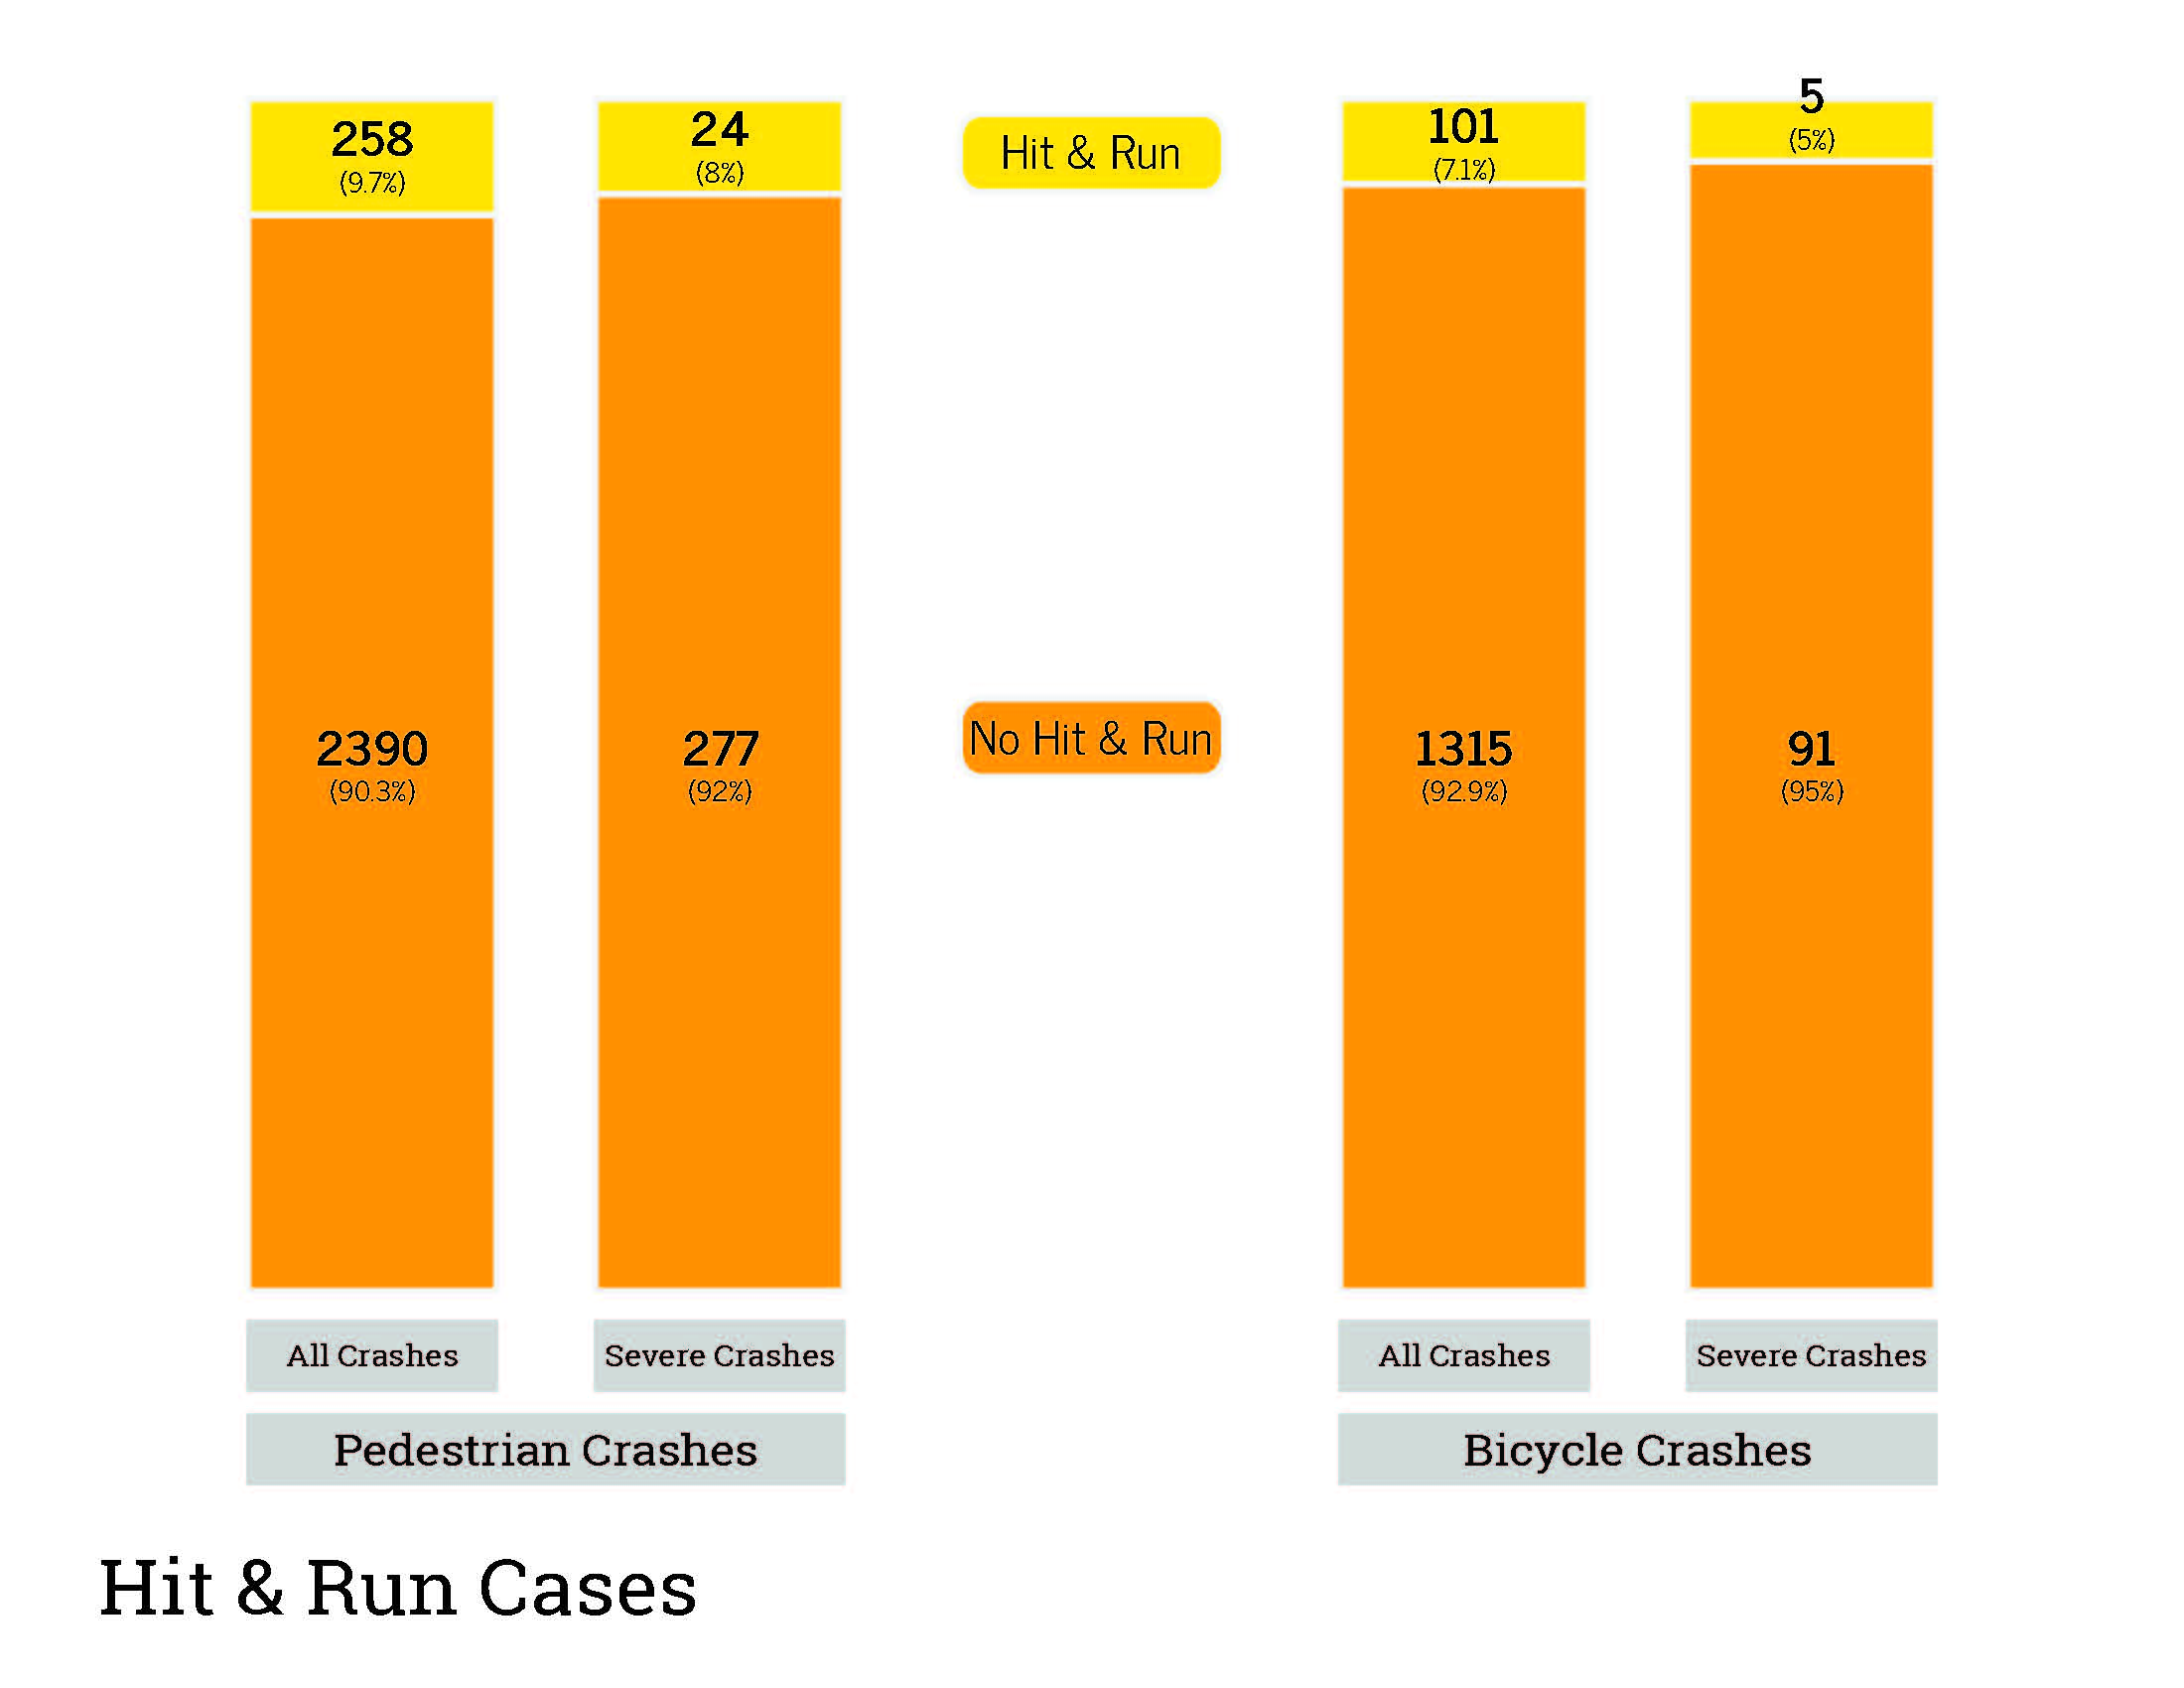 258
(9.7%)
24
(8%)
Hit & Run
101
(7.1%)
5
(5%)
2390
(90.3%)
277
(92%)
No Hit & Run
1315
(92.9%)
91
(95%)
All Crashes
Severe Crashes
All Crashes
Severe Crashes
Pedestrian Crashes
Bicycle Crashes
Hit & Run Cases